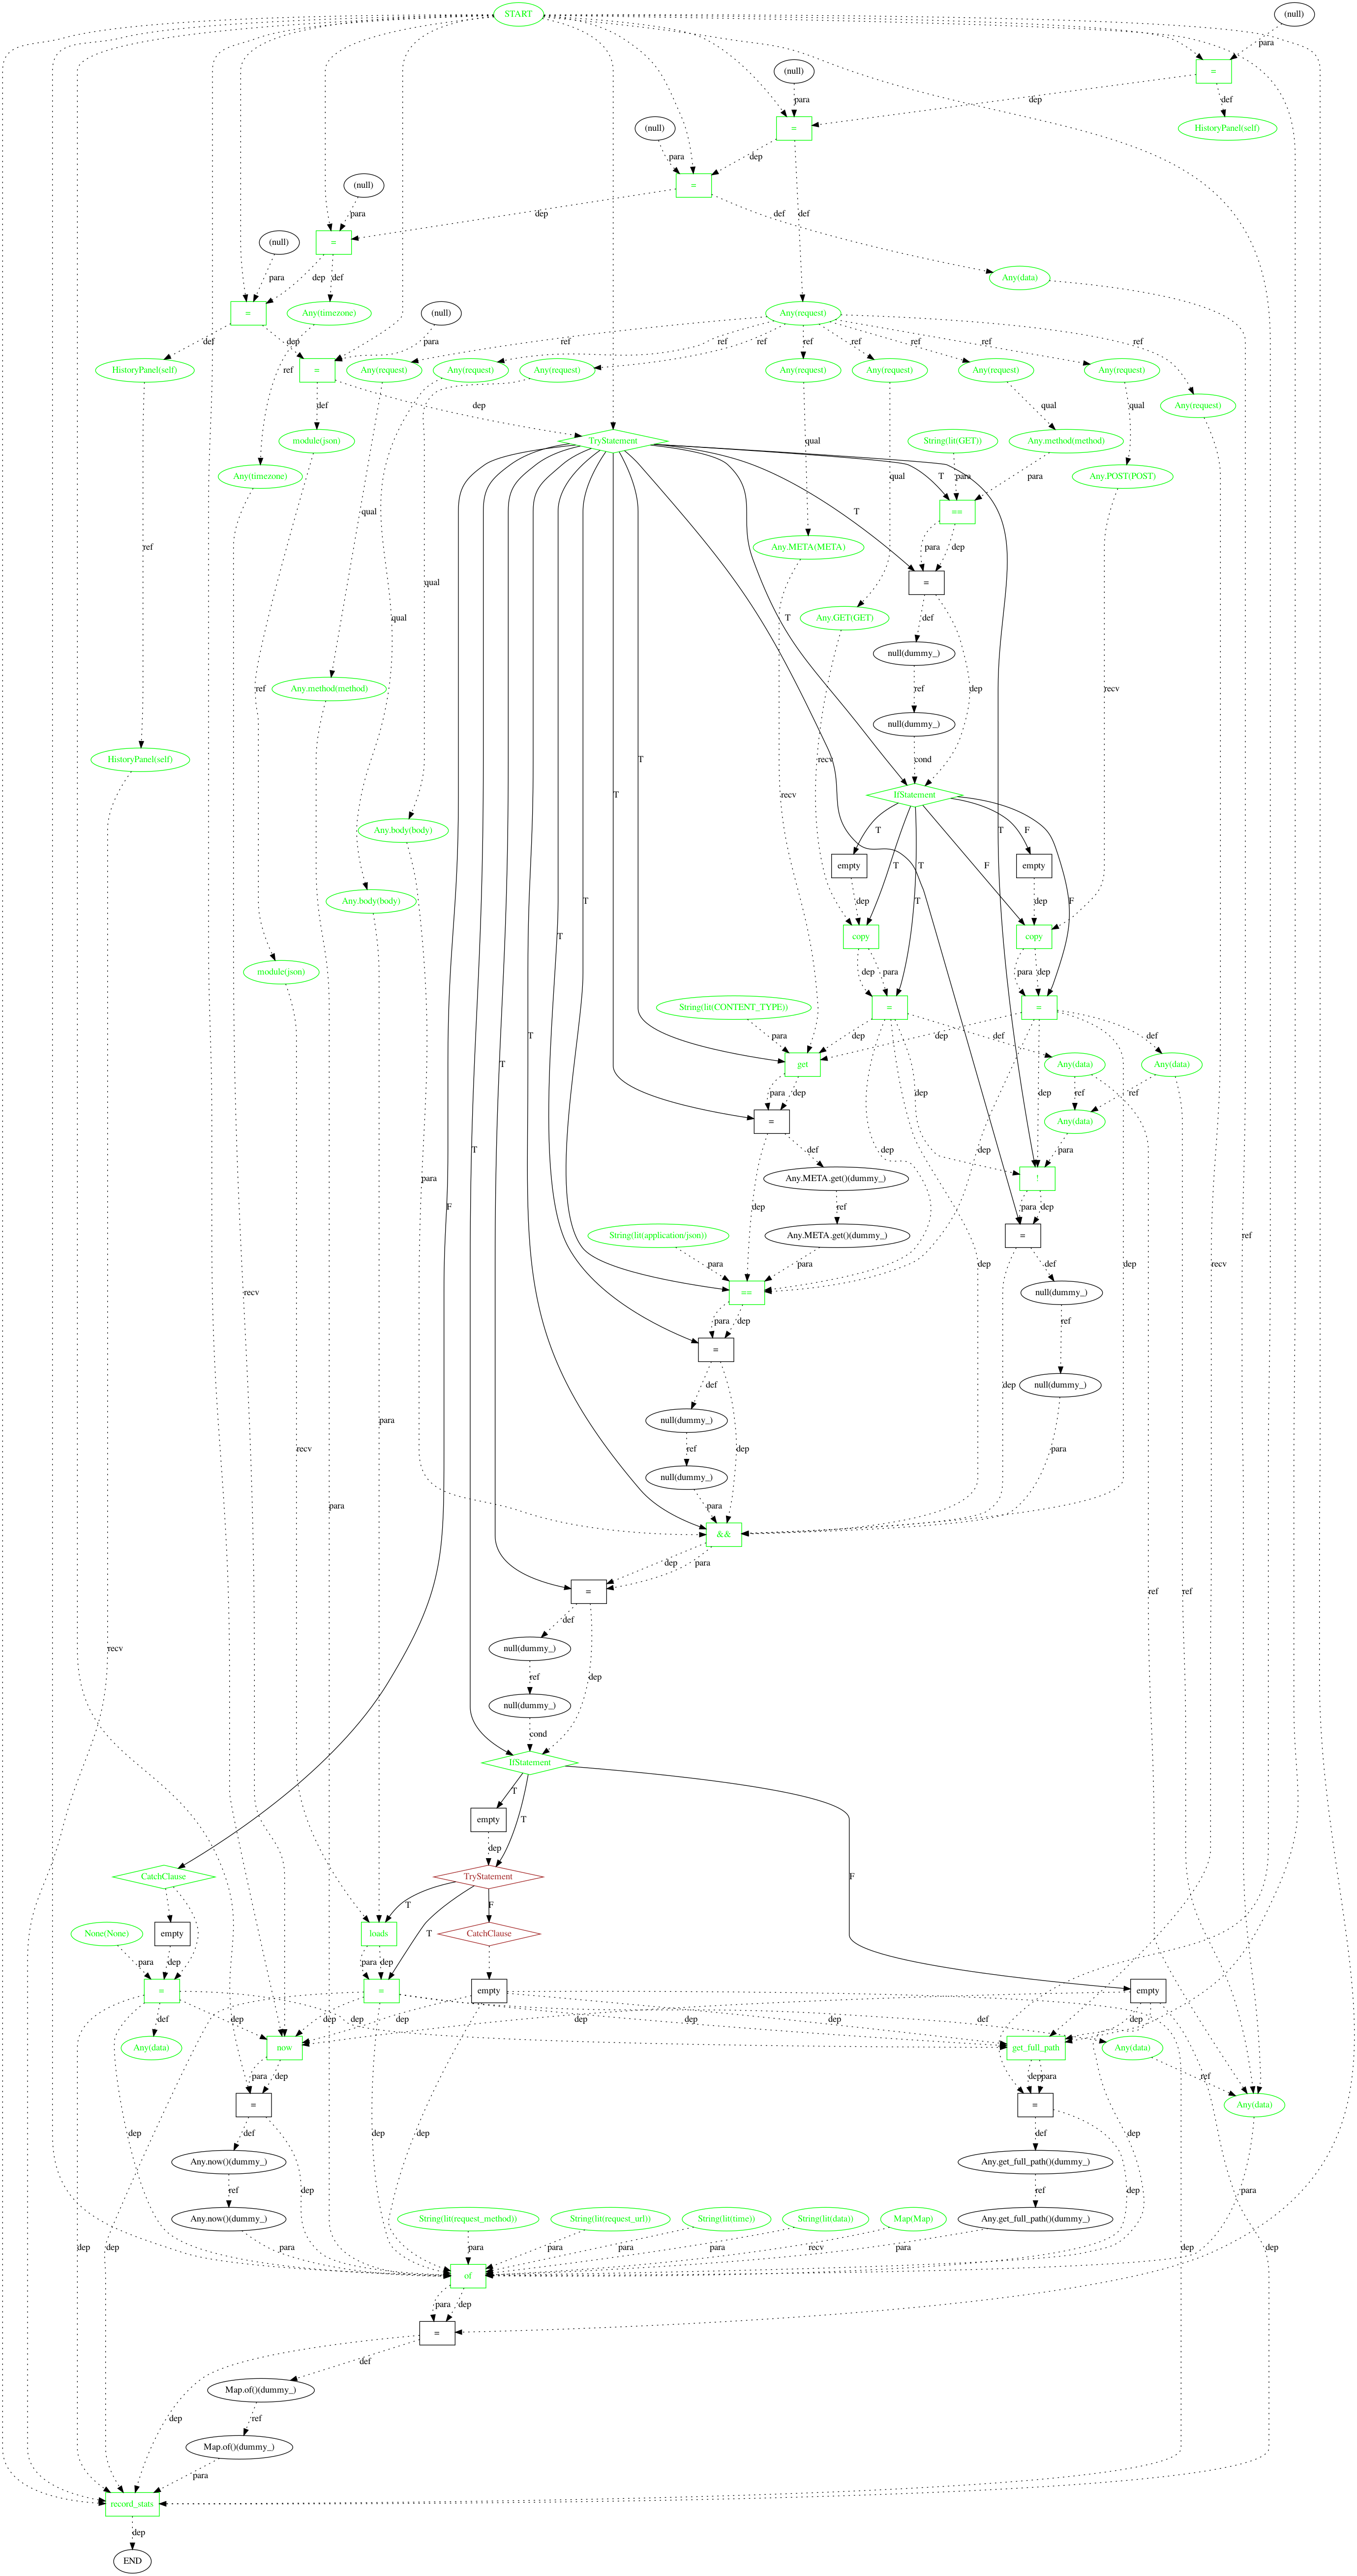 START
(null)
para
=
(null)
dep
def
para
=
HistoryPanel(self)
(null)
para
dep
=
def
(null)
para
dep
def
=
(null)
para
dep
def
Any(data)
=
Any(timezone)
Any(request)
(null)
def
dep
ref
para
ref
ref
ref
ref
ref
ref
ref
ref
HistoryPanel(self)
=
Any(request)
Any(request)
Any(request)
Any(request)
Any(request)
Any(request)
Any(request)
Any(request)
def
dep
qual
qual
module(json)
TryStatement
String(lit(GET))
Any.method(method)
Any(timezone)
qual
T
para
para
Any.POST(POST)
qual
T
==
ref
Any.META(META)
para
dep
qual
=
qual
T
Any.GET(GET)
def
null(dummy_)
ref
Any.method(method)
ref
dep
recv
null(dummy_)
HistoryPanel(self)
T
recv
cond
recv
IfStatement
Any.body(body)
T
F
T
empty
T
T
F
empty
F
Any.body(body)
dep
dep
copy
copy
T
T
module(json)
dep
para
para
dep
String(lit(CONTENT_TYPE))
=
=
para
dep
dep
def
def
T
get
dep
Any(data)
Any(data)
recv
para
dep
ref
ref
=
Any(data)
dep
def
dep
para
para
dep
Any.META.get()(dummy_)
!
F
dep
ref
para
dep
String(lit(application/json))
Any.META.get()(dummy_)
=
ref
recv
para
para
dep
dep
def
==
null(dummy_)
para
para
dep
ref
=
def
dep
null(dummy_)
null(dummy_)
recv
ref
dep
para
null(dummy_)
para
para
&&
dep
para
=
ref
ref
def
null(dummy_)
recv
ref
dep
null(dummy_)
cond
IfStatement
T
T
F
empty
dep
CatchClause
TryStatement
T
T
F
None(None)
empty
loads
CatchClause
para
dep
para
dep
=
=
empty
empty
dep
def
dep
dep
dep
dep
dep
def
dep
Any(data)
now
get_full_path
Any(data)
para
dep
dep
para
ref
=
=
Any(data)
def
dep
dep
dep
def
dep
Any.now()(dummy_)
Any.get_full_path()(dummy_)
ref
dep
dep
ref
para
Any.now()(dummy_)
String(lit(request_method))
String(lit(request_url))
String(lit(time))
String(lit(data))
Map(Map)
Any.get_full_path()(dummy_)
dep
dep
para
para
para
para
recv
para
dep
dep
of
para
dep
=
def
Map.of()(dummy_)
dep
ref
Map.of()(dummy_)
para
record_stats
dep
END